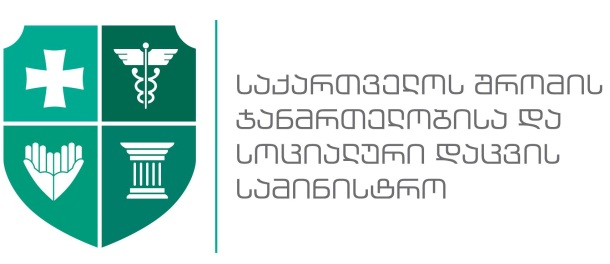 საქართველოს შრომის
ჯანმრთელობისა და
სოციალური დაცვის
სამინისტრო